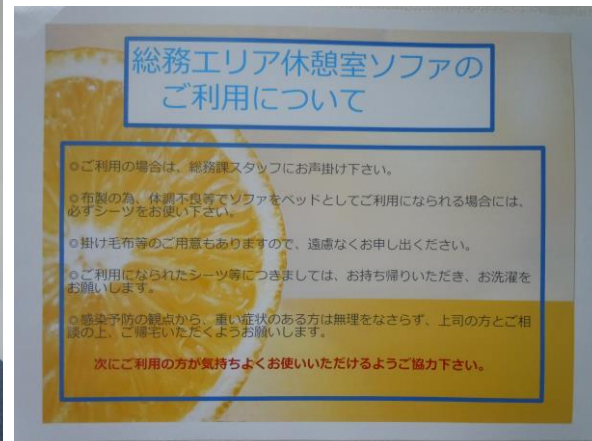 総務エリア休憩室ソファの
ご利用について
◎ご利用の場合は、総務課スタッフにお声掛け下さい。
◎布製の為、体調不良等でソファをベッドとしてご利用になられる場合には、
必ずシーツをお使い下さい。
◎掛け毛布等のご用意もありますので、遠慮なくお申し出ください。
◎ご利用になられたシーツ等につきましては、お持ち帰りいただき、お洗濯を
お願いします。
◎感染予防の観点から、重い症状のある方は無理をなさらず、上司の方とご相
談の上、ご帰宅いただくようお願いします。
次にご利用の方が気持ちよくお使いいただけるようご協力下さい。